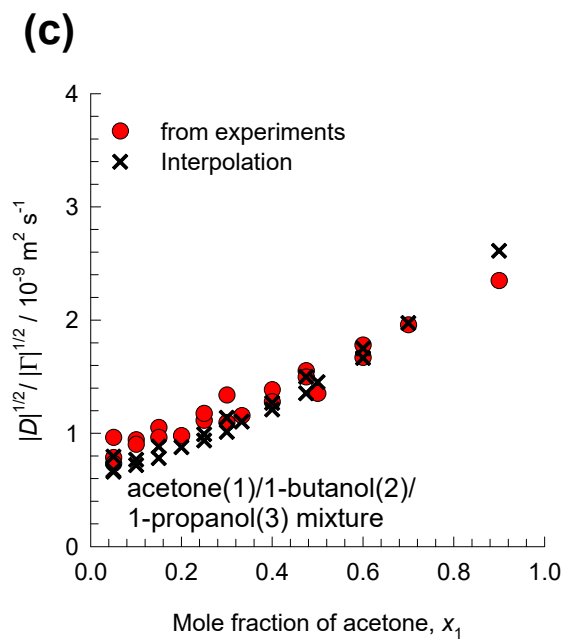 (c)
4
from experiments
Interpolation
3
2
1
acetone(1)/1-butanol(2)/
1-propanol(3) mixture
0
0.0 0.2 0.4 0.6 0.8 1.0
Mole fraction of acetone, x₁
|D|¹/² / |Γ|¹/² / 10⁻⁹ m² s⁻¹